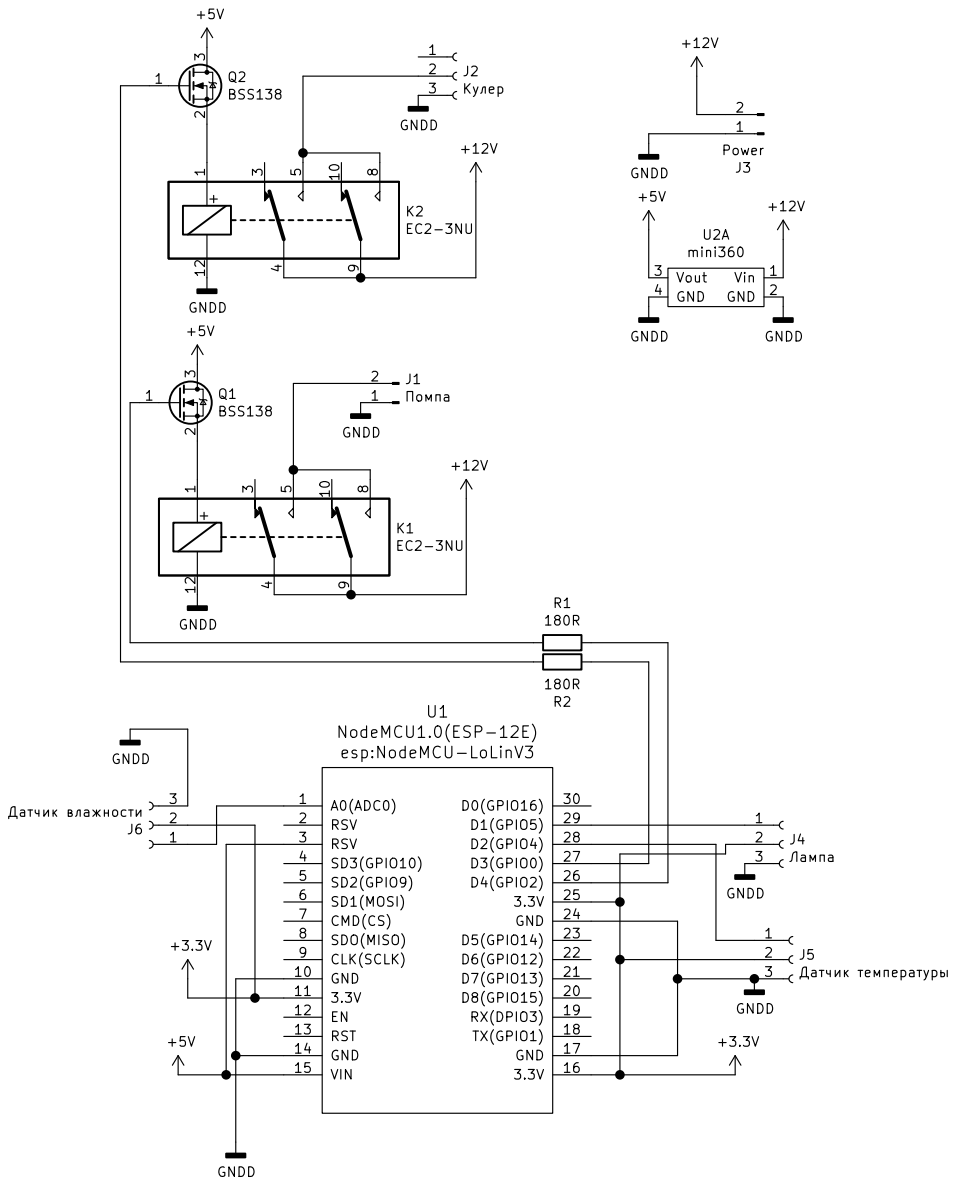 +5V
3
1
Q2
BSS138
2
1
2
J2
3
Кулер
GNDD
+12V
1
3
5
10
8
+
K2
EC2-3NU
12
4
9
GNDD
+12V
2
1
Power
J3
GNDD
+5V
+12V
U2A
mini360
3
Vout
Vin
1
4
GND
GND
2
GNDD
GNDD
+5V
3
1
Q1
BSS138
2
2
J1
1
Помпа
GNDD
+12V
1
3
5
10
8
+
K1
EC2-3NU
12
4
9
GNDD
R1
180R
180R
R2
U1
NodeMCU1.0(ESP-12E)
esp:NodeMCU-LoLinV3
GNDD
Датчик влажности
J6
3
2
1
1 A0(ADC0) D0(GPIO16) 30
2 RSV D1(GPIO5) 29
3 RSV D2(GPIO4) 28
4 SD3(GPIO10) D3(GPIO0) 27
5 SD2(GPIO9) D4(GPIO2) 26
6 SD1(MOSI) 3.3V 25
7 CMD(CS) GND 24
8 SDO(MISO) D5(GPIO14) 23
9 CLK(SCLK) D6(GPIO12) 22
10 GND D7(GPIO13) 21
11 3.3V D8(GPIO15) 20
12 EN RX(DPIO3) 19
13 RST TX(GPIO1) 18
14 GND GND 17
15 VIN 3.3V 16
+3.3V
+5V
GNDD
1
2
J4
3
Лампа
GNDD
1
2
J5
3
Датчик температуры
GNDD
+3.3V